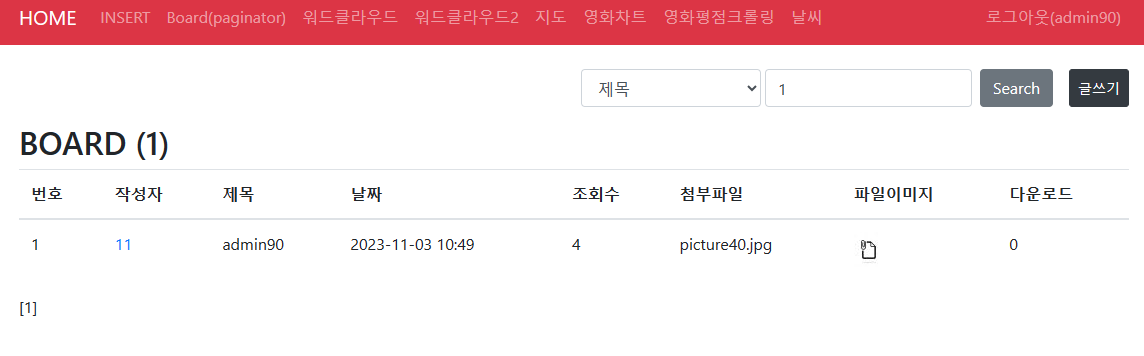 HOME INSERT Board(paginator) 워드클라우드 워드클라우드2 지도 영화차트 영화평점크롤링 날씨 로그아웃(admin90)
제목 1 Search 글쓰기
BOARD (1)
번호 작성자 제목 날짜 조회수 첨부파일 파일이미지 다운로드
1 11 admin90 2023-11-03 10:49 4 picture40.jpg 0
[1]